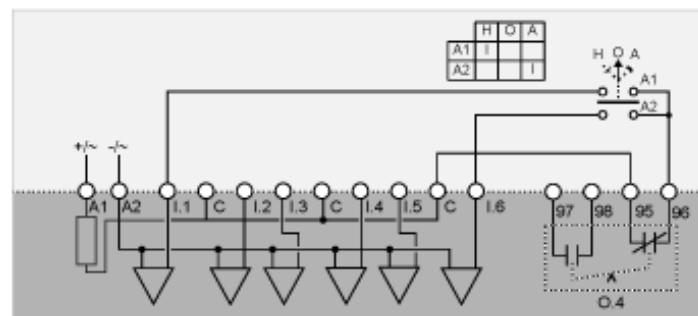 H O A
A1 I
A2 I
H O A
A1
A2
+/~ -/~
A1 A2 I.1 C I.2 I.3 C I.4 I.5 C I.6 97 98 95 96
O.4